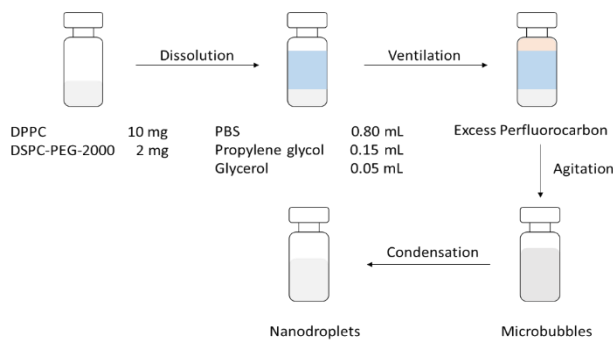 Dissolution
Ventilation
DPPC 10 mg
DSPC-PEG-2000 2 mg
PBS 0.80 mL
Propylene glycol 0.15 mL
Glycerol 0.05 mL
Excess Perfluorocarbon
Agitation
Condensation
Nanodroplets
Microbubbles